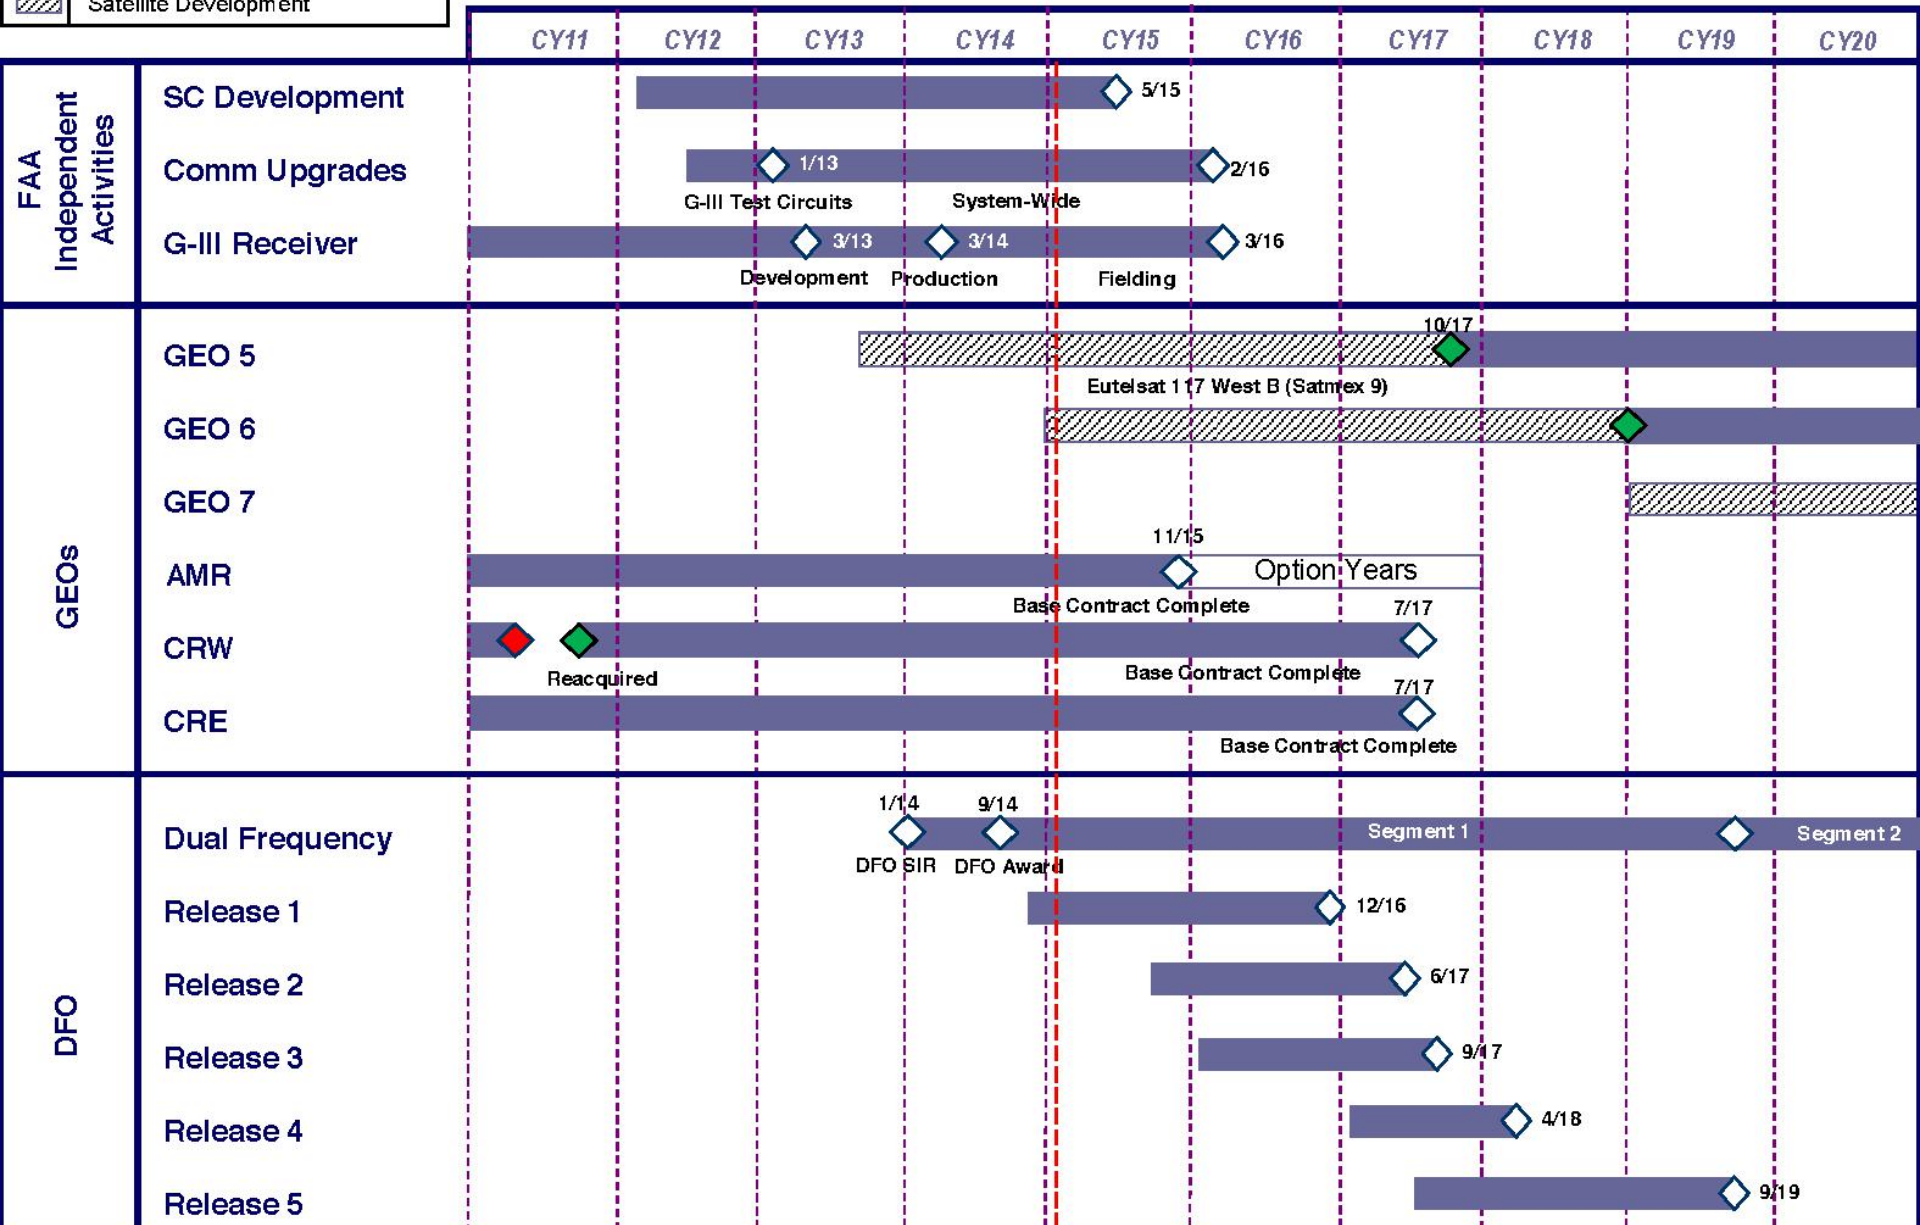 Satellite Development
CY11 CY12 CY13 CY14 CY15 CY16 CY17 CY18 CY19 CY20
FAA
Independent
Activities
SC Development
5/15
Comm Upgrades
1/13
2/16
G-III Test Circuits System-Wide
G-III Receiver
3/13 3/14 3/16
Development Production Fielding
GEOs
10/17
GEO 5
Eutelsat 117 West B (Satmex 9)
GEO 6
GEO 7
11/15
AMR
Option Years
Base Contract Complete
7/17
CRW
Reacquired
Base Contract Complete
7/17
CRE
Base Contract Complete
DFO
1/14 9/14
Dual Frequency
Segment 1 Segment 2
DFO SIR DFO Award
Release 1
12/16
Release 2
6/17
Release 3
9/17
Release 4
4/18
Release 5
9/19